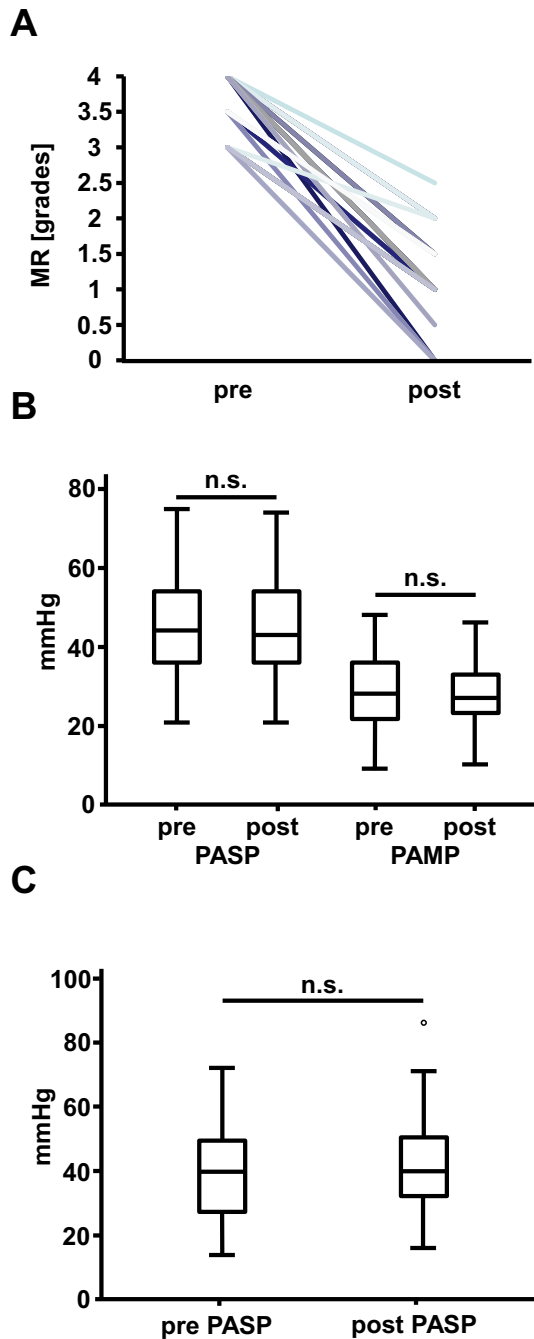 A
MR [grades]
4
3.5
3
2.5
2
1.5
1
0.5
0
pre post
B
mmHg
80
60
40
20
0
n.s.
n.s.
pre post pre post
PASP PAMP
C
mmHg
100
80
60
40
20
0
n.s.
pre PASP post PASP